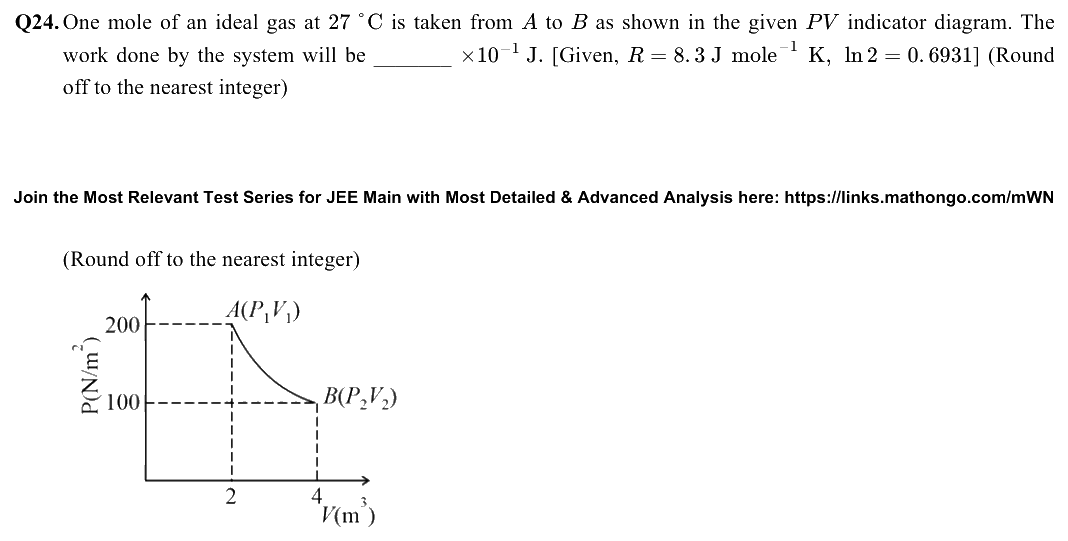 Q24. One mole of an ideal gas at 27 °C is taken from A to B as shown in the given PV indicator diagram. The
work done by the system will be ________ ×10⁻¹ J. [Given, R = 8.3 J mole⁻¹ K, ln 2 = 0.6931] (Round
off to the nearest integer)
Join the Most Relevant Test Series for JEE Main with Most Detailed & Advanced Analysis here: https://links.mathongo.com/mWN
(Round off to the nearest integer)
A(P₁V₁)
200
P(N/m²)
100
B(P₂V₂)
2
4
V(m³)